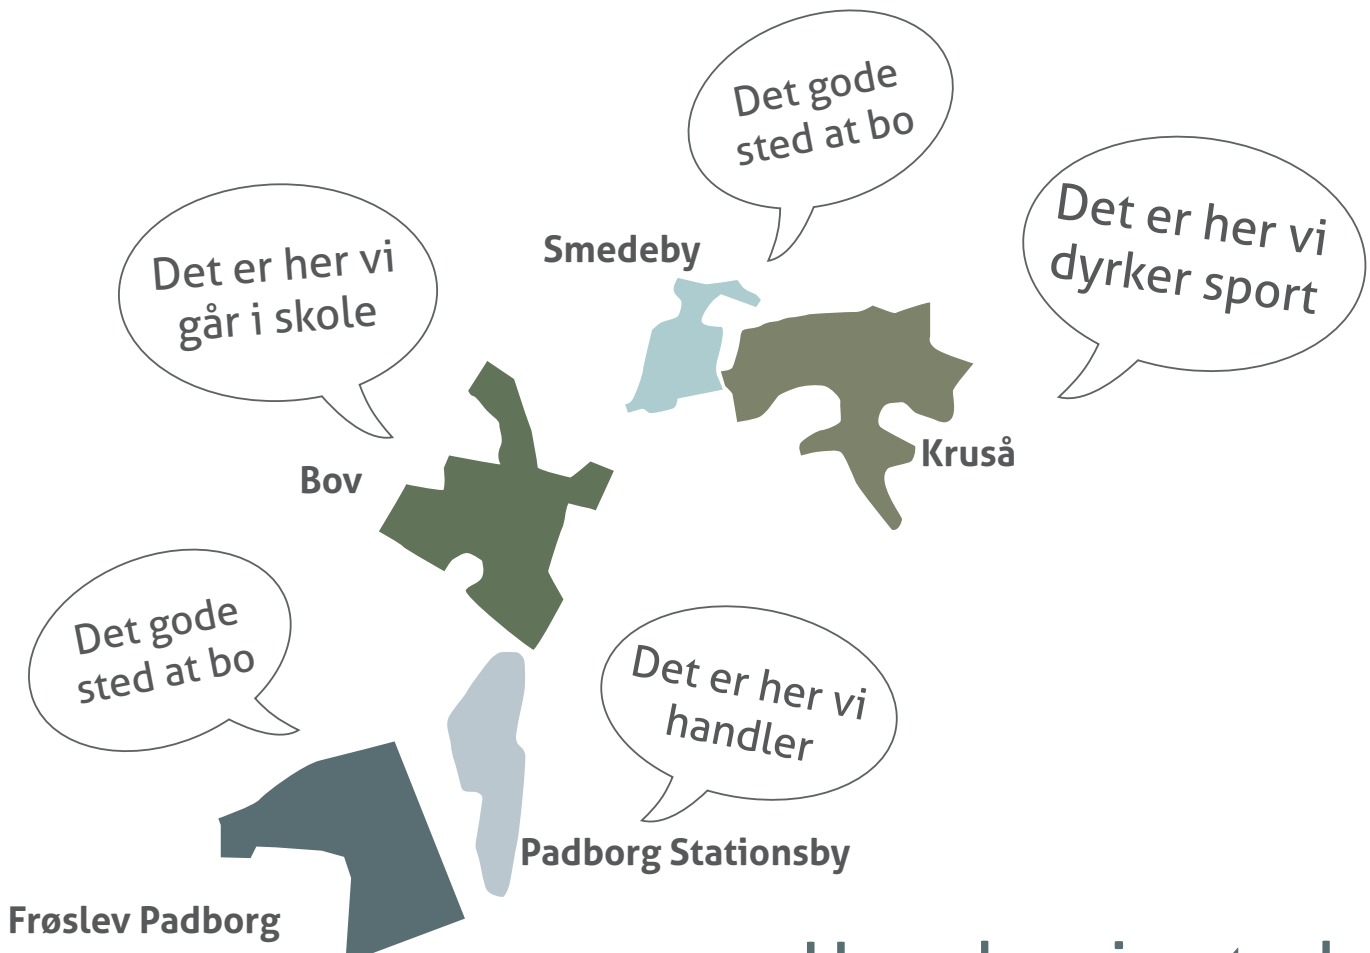 Det gode
sted at bo
Det er her vi
dyrker sport
Smedeby
Det er her vi
går i skole
Kruså
Bov
Det gode
sted at bo
Det er her vi
handler
Padborg Stationsby
Frøslev Padborg